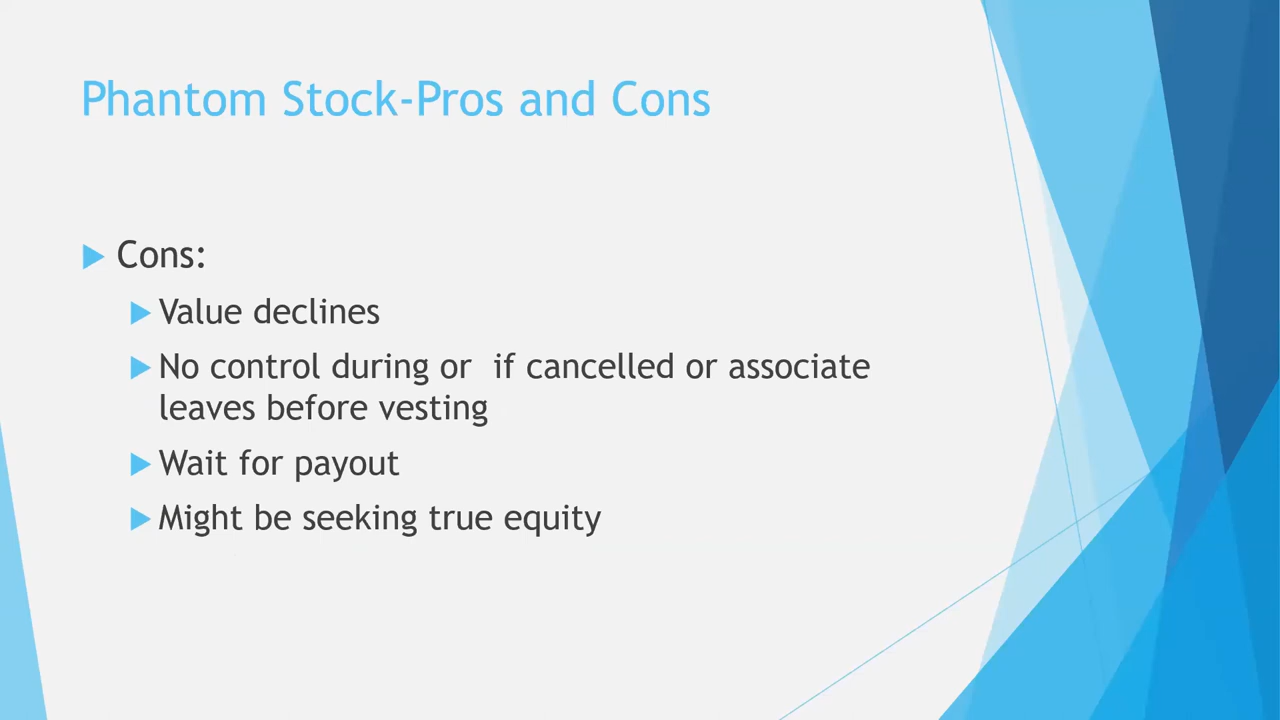 Phantom Stock-Pros and Cons
Cons:
Value declines
No control during or  if cancelled or associate
leaves before vesting
Wait for payout
Might be seeking true equity